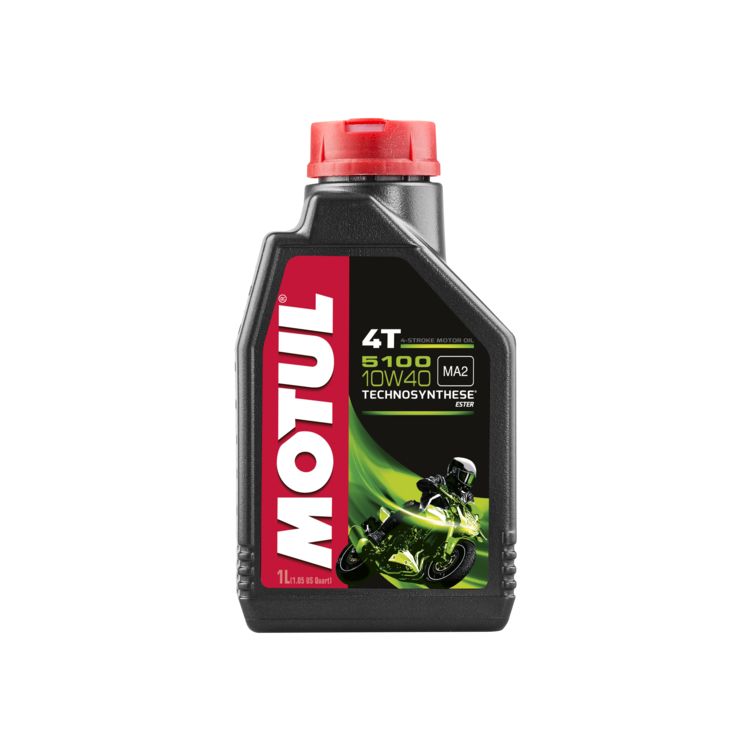 MOTUL®
4T 4-STROKE MOTOR OIL
5100
10W40 MA2
TECHNOSYNTHESE®
ESTER
1L(1.05 US Quart)